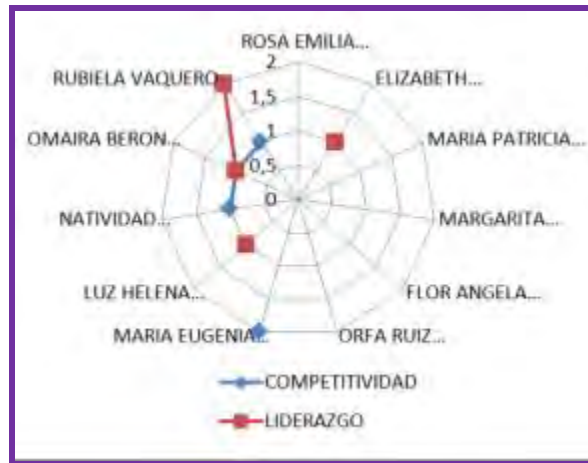 ROSA EMILIA...
ELIZABETH...
MARIA PATRICIA...
MARGARITA...
FLOR ANGELA...
ORFA RUIZ...
MARIA EUGENIA...
LUZ HELENA...
NATIVIDAD...
OMAIRA BERON...
RUBIELA VAQUERO
2
1,5
1
0,5
0
COMPETITIVIDAD
LIDERAZGO